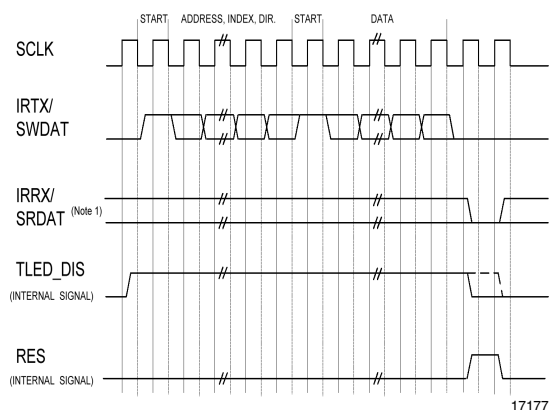 START ADDRESS, INDEX, DIR. START DATA
SCLK
IRTX/
SWDAT
IRRX/
SRDAT (Note 1)
TLED_DIS
(INTERNAL SIGNAL)
RES
(INTERNAL SIGNAL)
17177